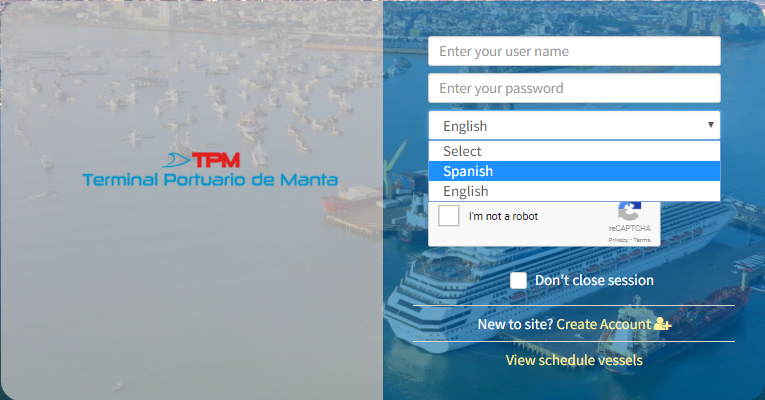 TPM
Terminal Portuario de Manta
Enter your user name
Enter your password
English
Select
Spanish
English
I'm not a robot
reCAPTCHA
Privacy - Terms
Don't close session
New to site? Create Account
View schedule vessels